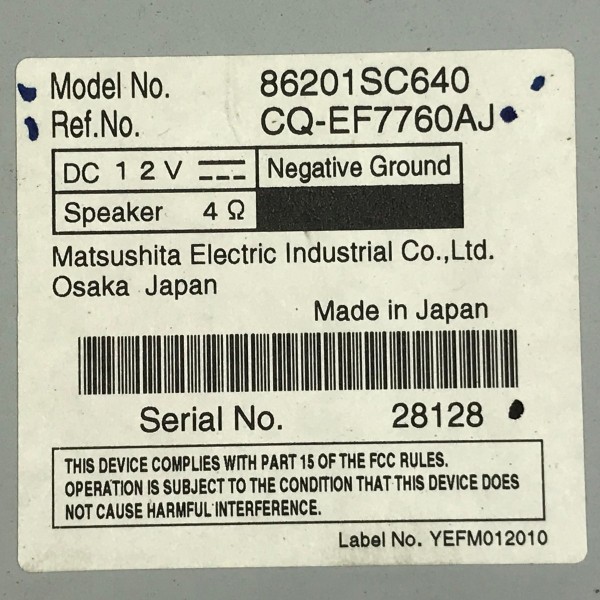 Model No. 86201SC640
Ref.No. CQ-EF7760AJ
DC 12V Negative Ground
Speaker 4 Ω
Matsushita Electric Industrial Co.,Ltd.
Osaka Japan
Made in Japan
Serial No. 28128
THIS DEVICE COMPLIES WITH PART 15 OF THE FCC RULES.
OPERATION IS SUBJECT TO THE CONDITION THAT THIS DEVICE DOES
NOT CAUSE HARMFUL INTERFERENCE.
Label No. YEFM012010